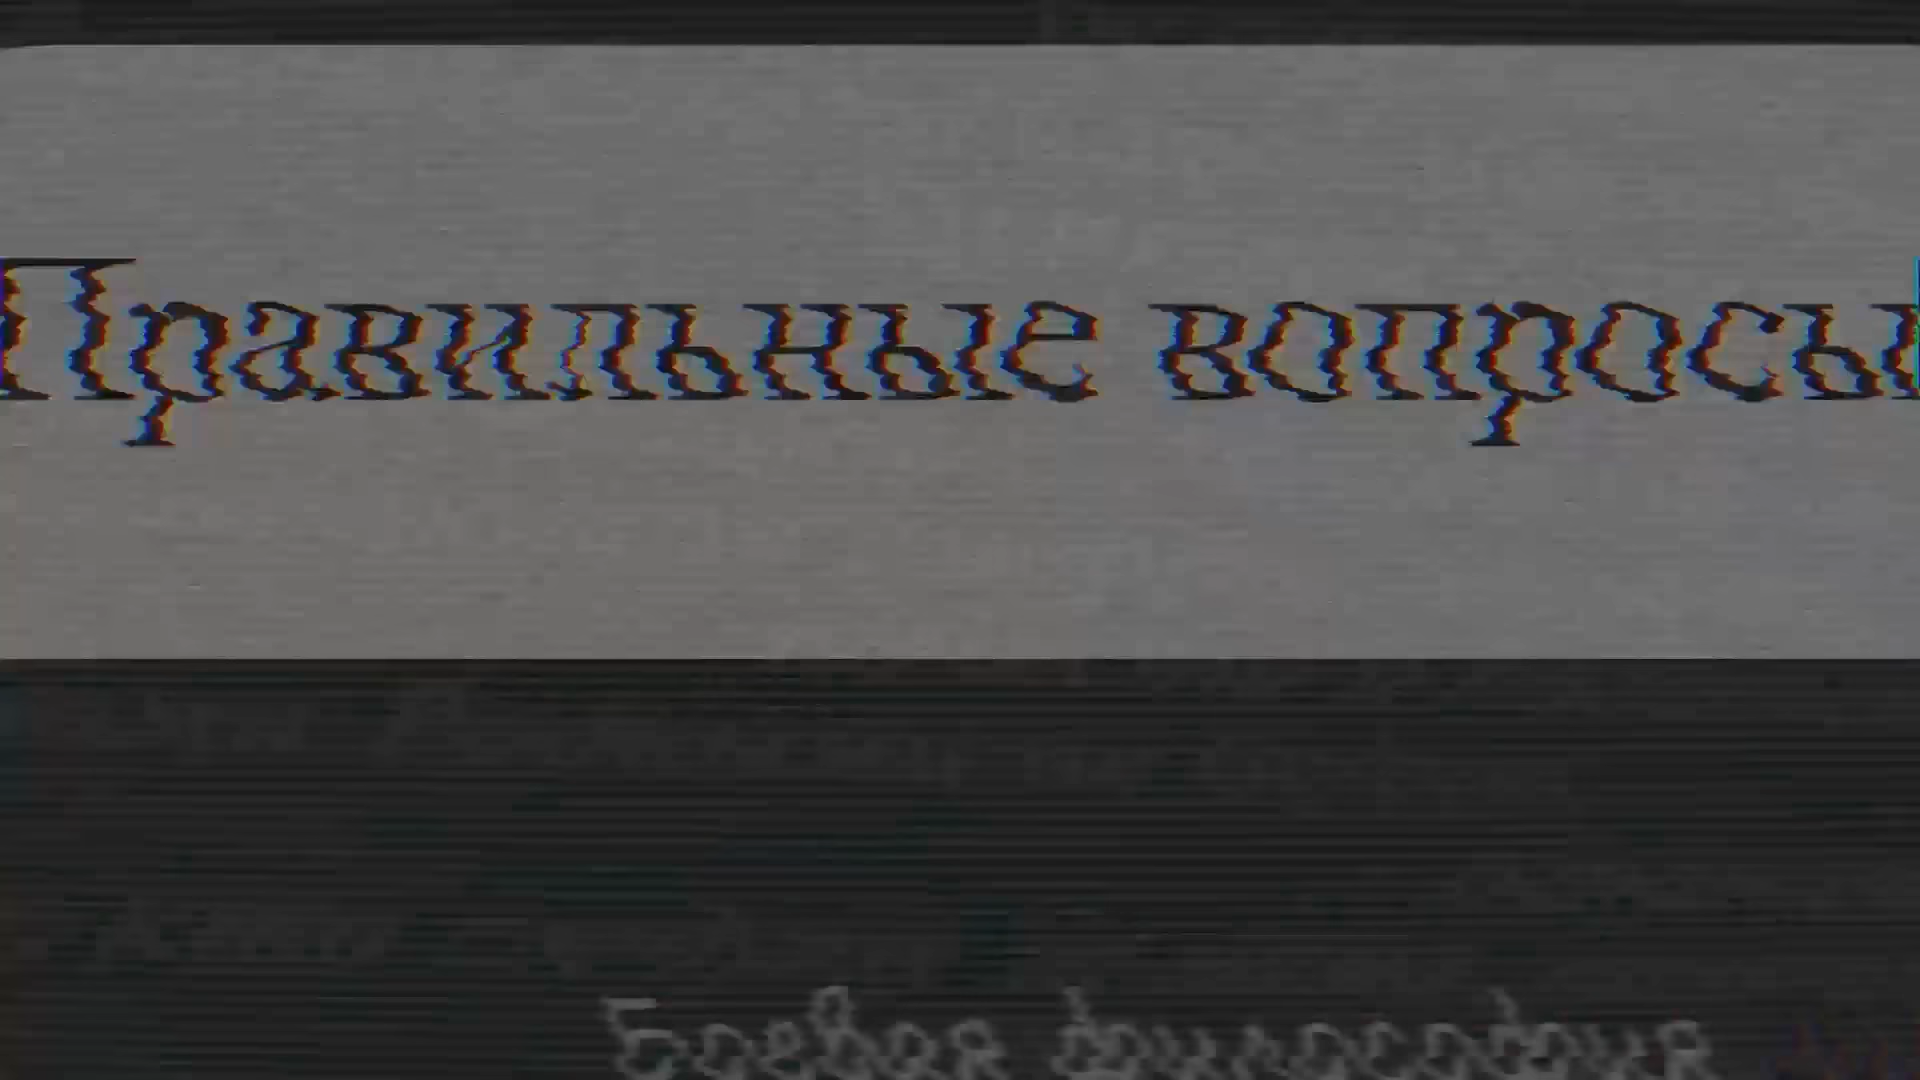 Правильные вопросы
Боевая философия